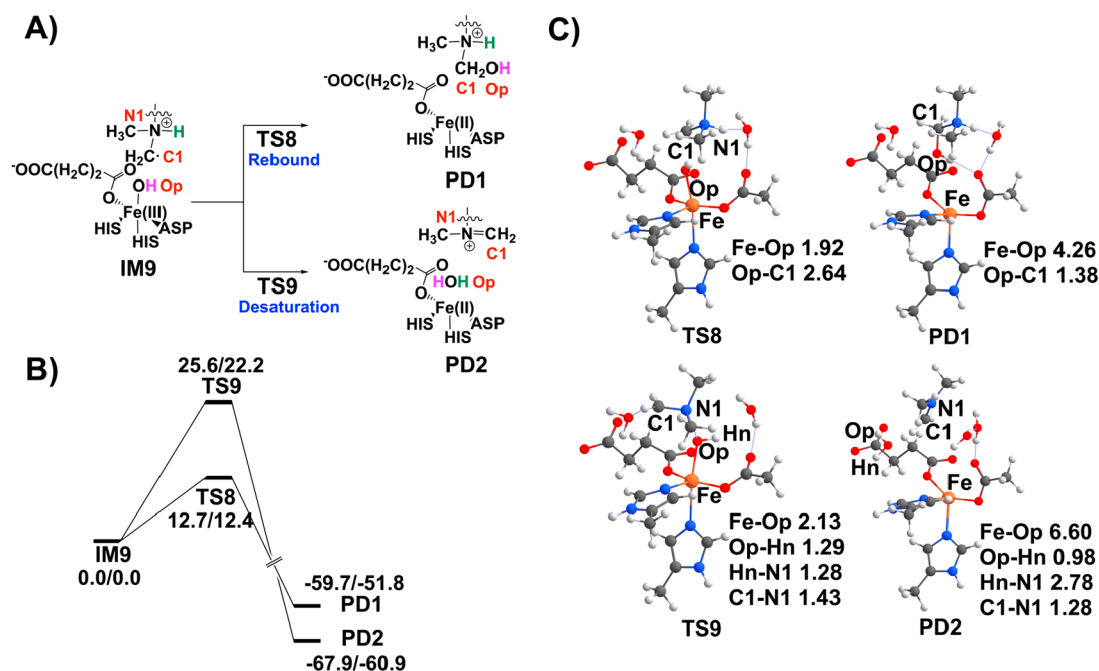 A)
N1
H₃C-N-H
⊕
H₂C· C1
⁻OOC(H₂C)₂
O
O
OH Op
Fe(III)
HIS
HIS
ASP
IM9
TS8
Rebound
TS9
Desaturation
H₃C-N-H
⊕
CH₂OH
C1 Op
⁻OOC(H₂C)₂
O
O
Fe(II)
HIS
HIS
ASP
PD1
N1
H₃C-N=CH₂
⊕
C1
⁻OOC(H₂C)₂
O
O
HOH Op
Fe(II)
HIS
HIS
ASP
PD2
B)
25.6/22.2
TS9
TS8
12.7/12.4
IM9
0.0/0.0
-59.7/-51.8
PD1
PD2
-67.9/-60.9
C)
C1
N1
Op
Fe
Fe-Op 1.92
Op-C1 2.64
TS8
C1
Op
Fe
Fe-Op 4.26
Op-C1 1.38
PD1
N1
C1
Hn
Op
Fe
Fe-Op 2.13
Op-Hn 1.29
Hn-N1 1.28
C1-N1 1.43
TS9
N1
C1
Op
Hn
Fe
Fe-Op 6.60
Op-Hn 0.98
Hn-N1 2.78
C1-N1 1.28
PD2